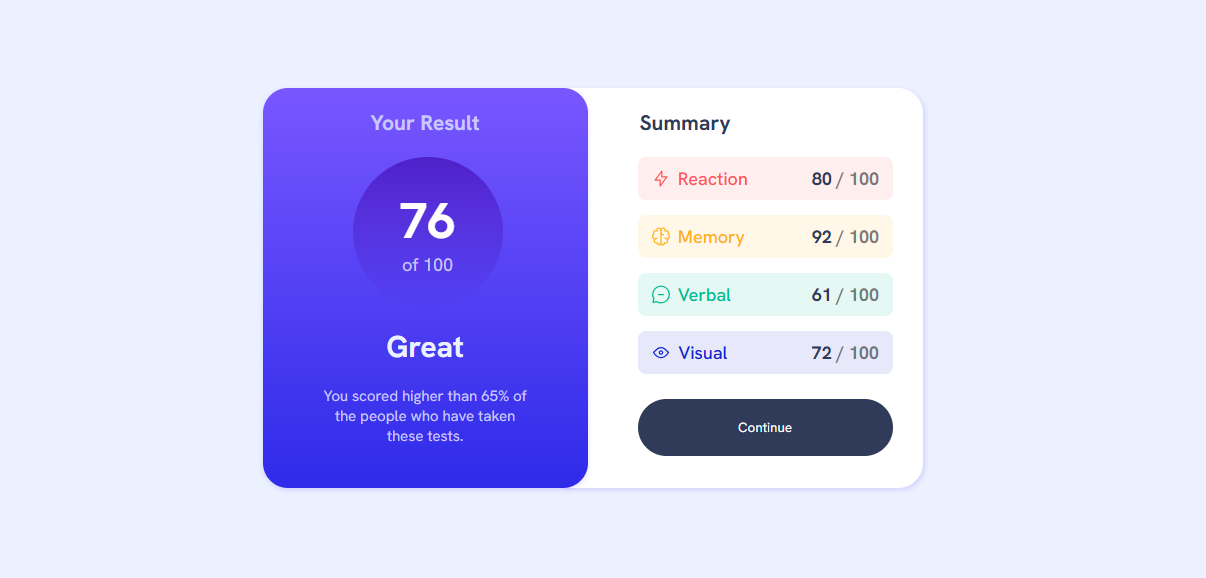 Your Result
76
of 100
Great
You scored higher than 65% of
the people who have taken
these tests.
Summary
Reaction 80 / 100
Memory 92 / 100
Verbal 61 / 100
Visual 72 / 100
Continue